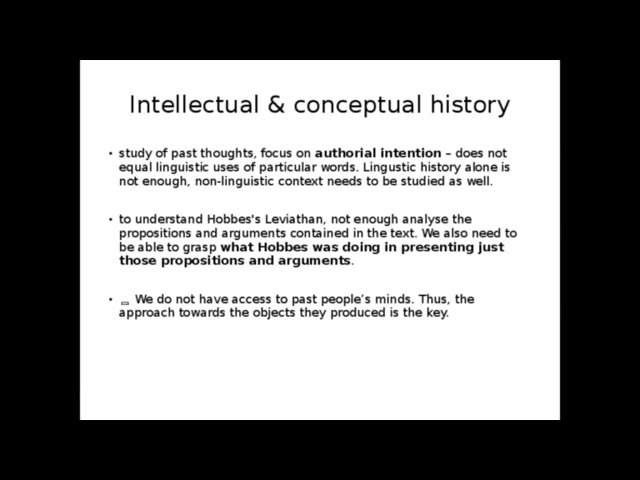 Intellectual & conceptual history
• study of past thoughts, focus on authorial intention – does not
equal linguistic uses of particular words. Lingustic history alone is
not enough, non-linguistic context needs to be studied as well.
• to understand Hobbes's Leviathan, not enough analyse the
propositions and arguments contained in the text. We also need to
be able to grasp what Hobbes was doing in presenting just
those propositions and arguments.
• We do not have access to past people’s minds. Thus, the
approach towards the objects they produced is the key.